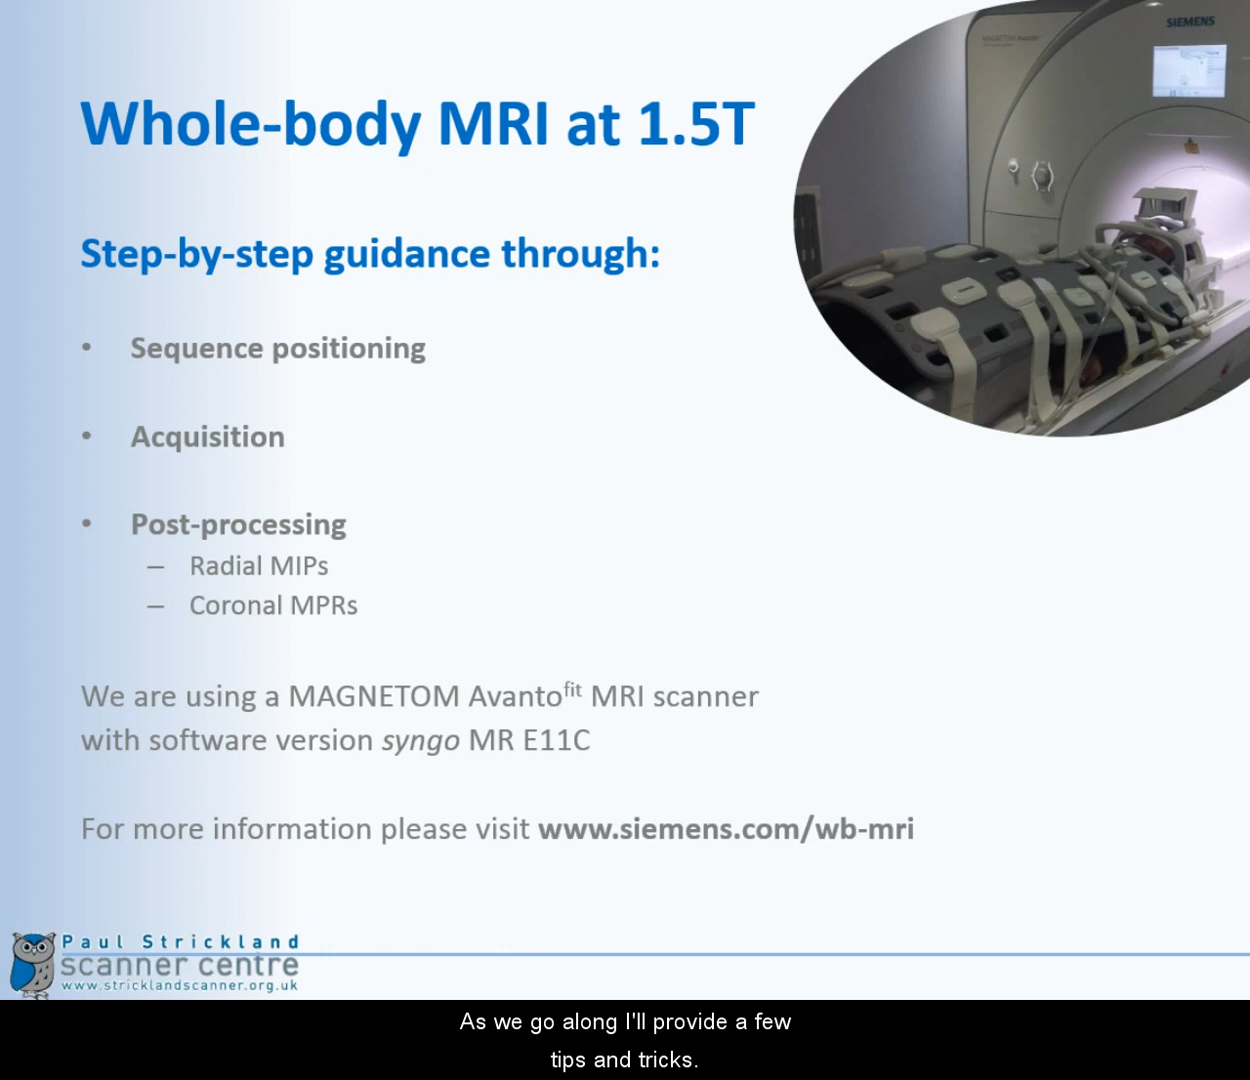 SIEMENS
Whole-body MRI at 1.5T
Step-by-step guidance through:
• Sequence positioning
• Acquisition
• Post-processing
– Radial MIPs
– Coronal MPRs
We are using a MAGNETOM Avantofit MRI scanner
with software version syngo MR E11C
For more information please visit www.siemens.com/wb-mri
Paul Strickland
scanner centre
www.stricklandscanner.org.uk
As we go along I'll provide a few
tips and tricks.